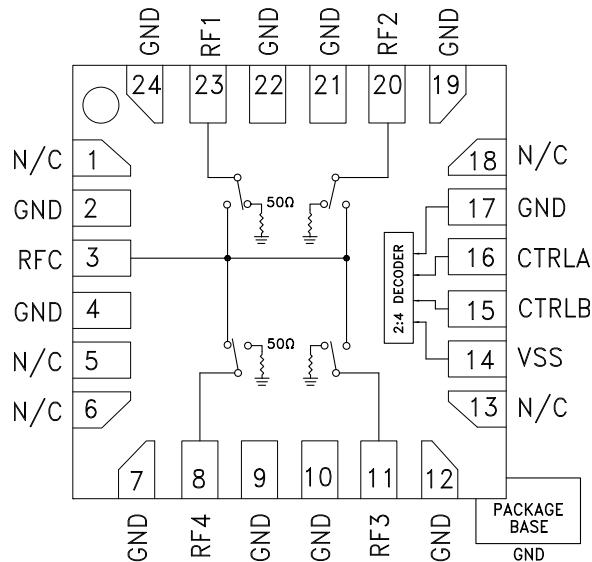 GND
RF1
GND
GND
RF2
GND
24
23
22
21
20
19
N/C
1
18
N/C
50Ω
GND
2
17
GND
RFC
3
16
CTRLA
2:4 DECODER
GND
4
15
CTRLB
50Ω
N/C
5
14
VSS
N/C
6
13
N/C
7
8
9
10
11
12
GND
RF4
GND
GND
RF3
GND
PACKAGE
BASE
GND